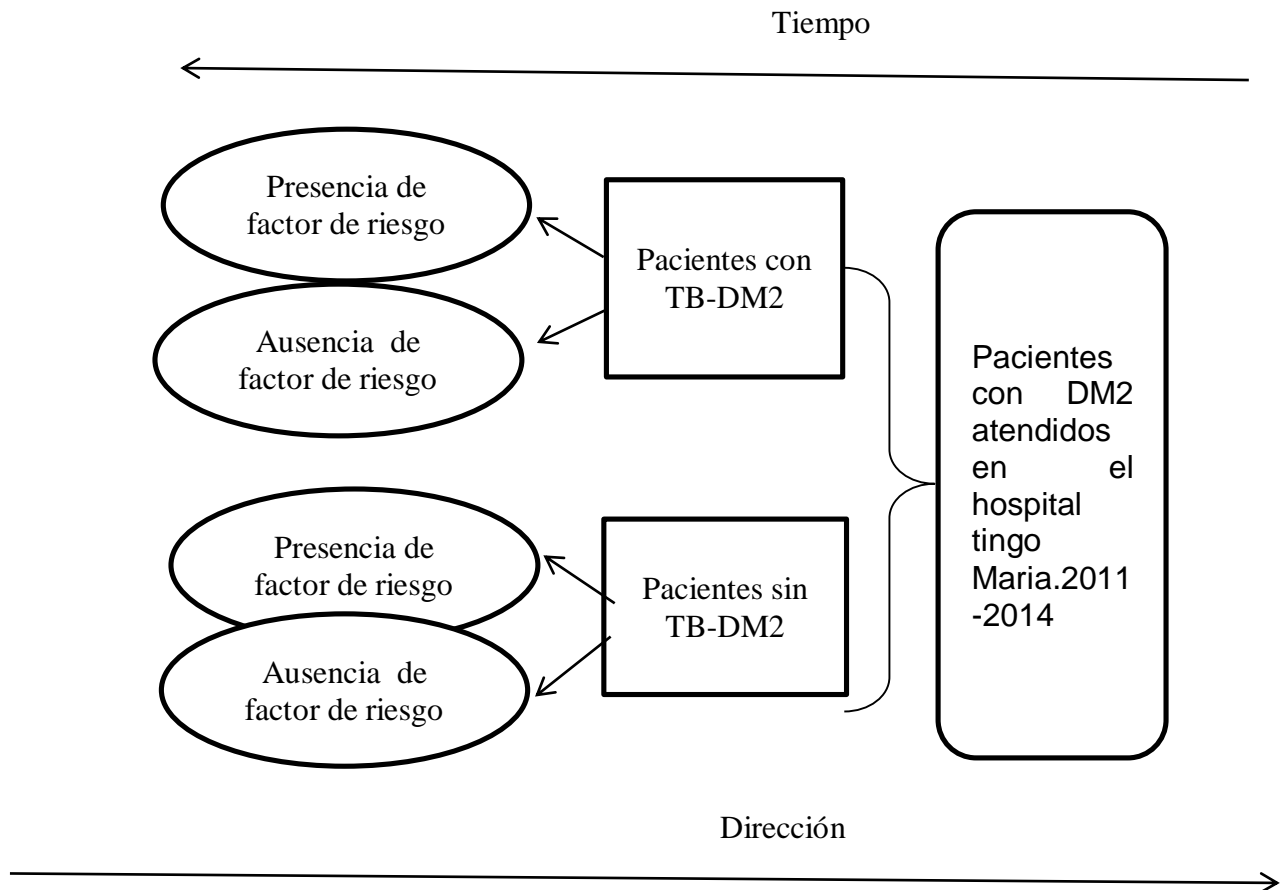 Tiempo
Presencia de
factor de riesgo
Ausencia de
factor de riesgo
Pacientes con
TB-DM2
Presencia de
factor de riesgo
Ausencia de
factor de riesgo
Pacientes sin
TB-DM2
Pacientes
con DM2
atendidos
en el
hospital
tingo
Maria.2011
-2014
Dirección